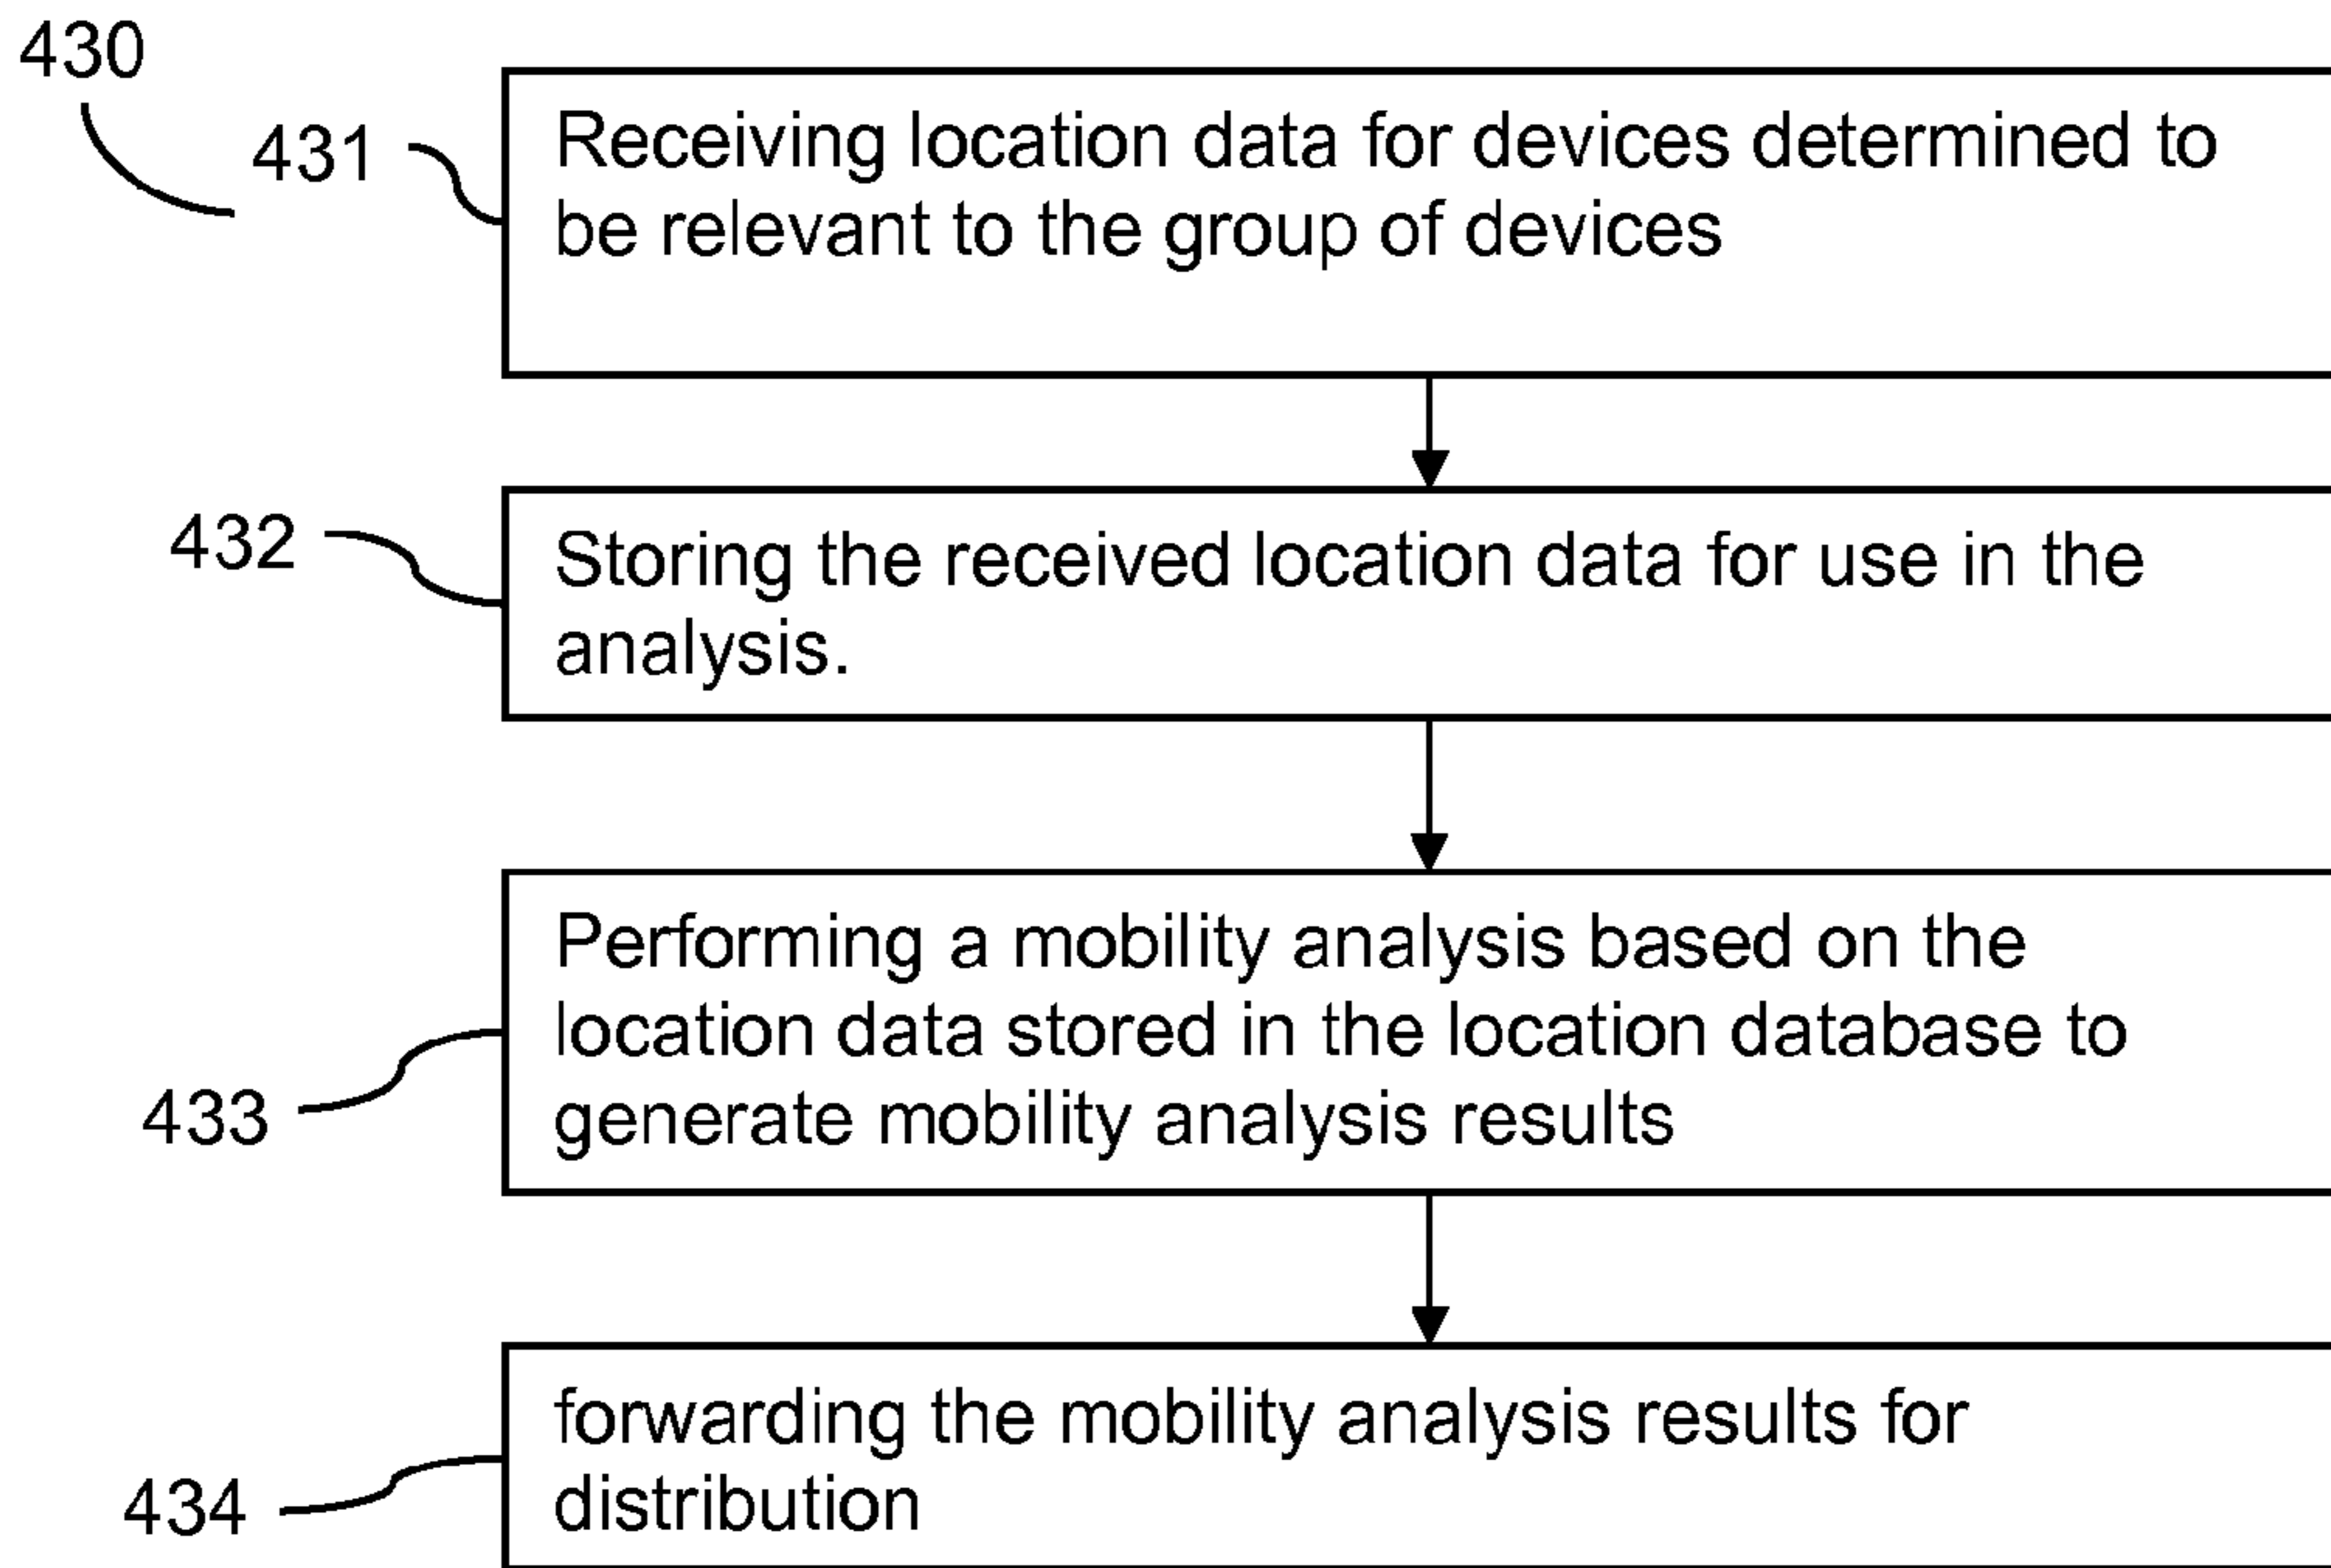 430
431
Receiving location data for devices determined to
be relevant to the group of devices
432
Storing the received location data for use in the
analysis.
433
Performing a mobility analysis based on the
location data stored in the location database to
generate mobility analysis results
434
forwarding the mobility analysis results for
distribution